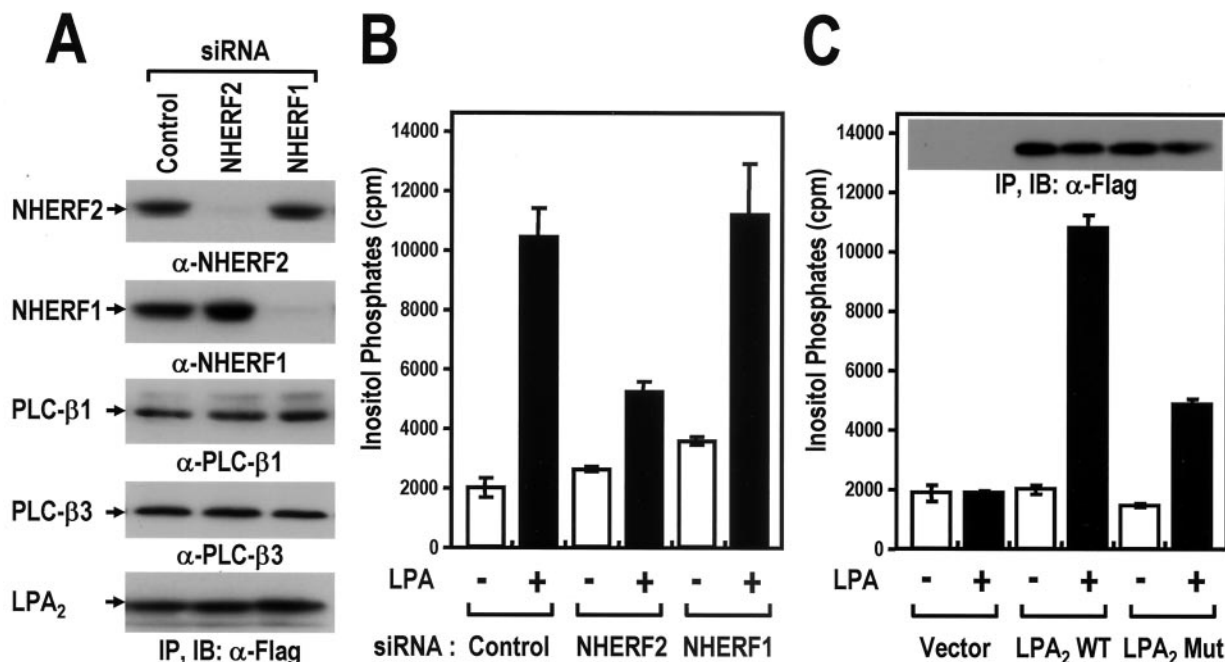 A
siRNA
Control
NHERF2
NHERF1
NHERF2
α-NHERF2
NHERF1
α-NHERF1
PLC-β1
α-PLC-β1
PLC-β3
α-PLC-β3
LPA2
IP, IB: α-Flag
B
Inositol Phosphates (cpm)
14000
12000
10000
8000
6000
4000
2000
0
LPA - + - + - +
siRNA : Control NHERF2 NHERF1
C
Inositol Phosphates (cpm)
14000
12000
10000
8000
6000
4000
2000
0
IP, IB: α-Flag
LPA - + - + - +
Vector LPA2 WT LPA2 Mut